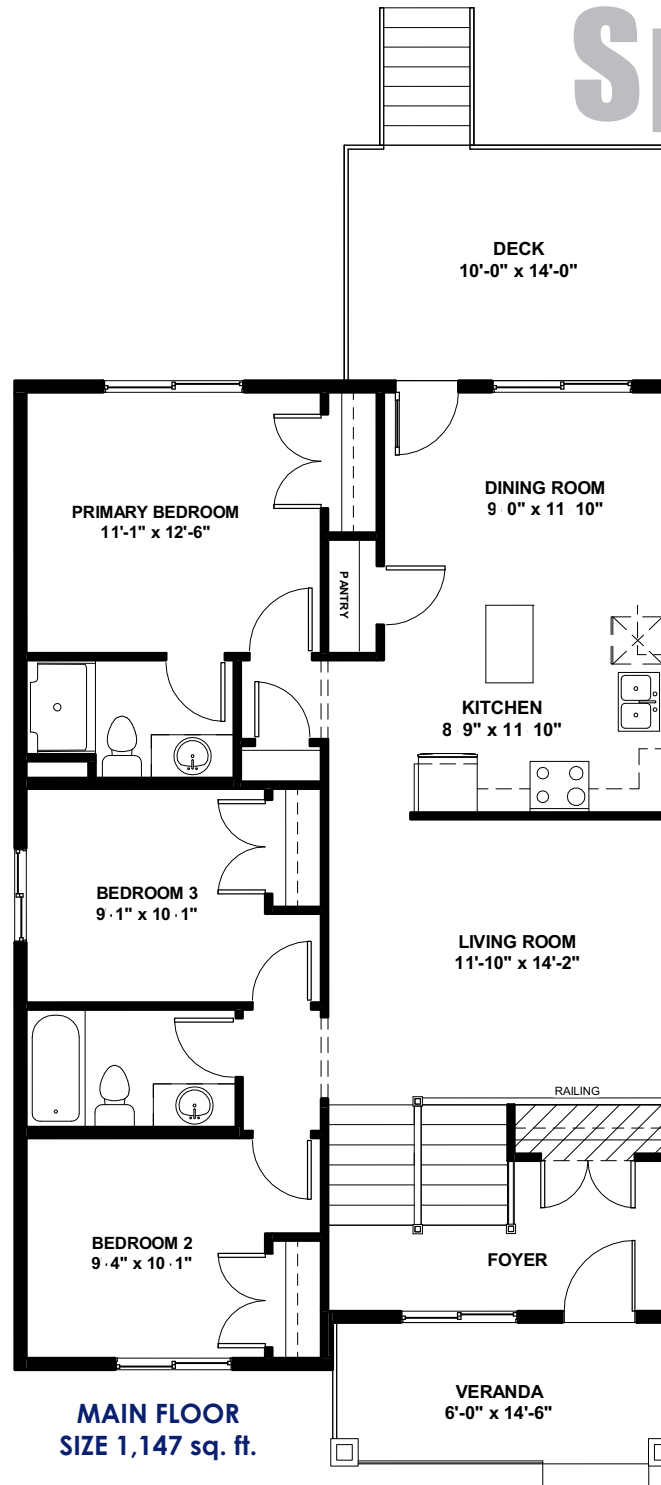 Sp
DECK
10'-0" x 14'-0"
DINING ROOM
9 0" x 11 10"
PRIMARY BEDROOM
11'-1" x 12'-6"
PANTRY
KITCHEN
8 9" x 11 10"
BEDROOM 3
9 1" x 10 1"
LIVING ROOM
11'-10" x 14'-2"
RAILING
BEDROOM 2
9 4" x 10 1"
FOYER
VERANDA
6'-0" x 14'-6"
MAIN FLOOR
SIZE 1,147 sq. ft.